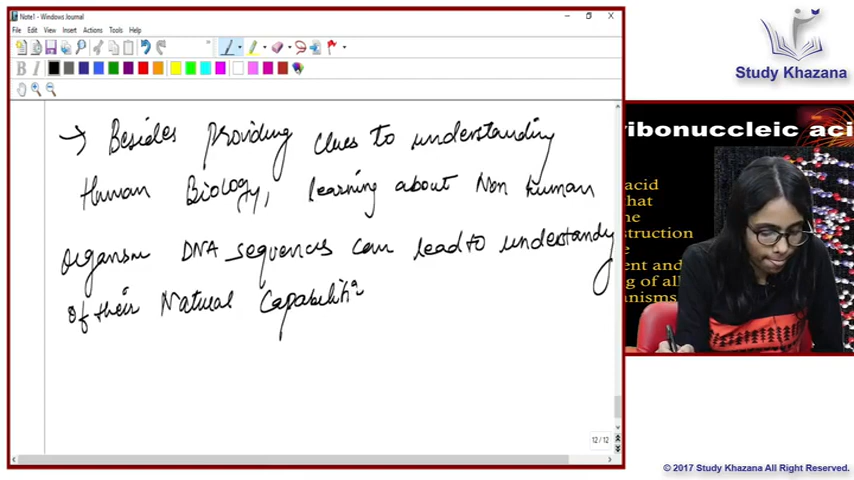 Note1 - Windows Journal
File Edit View Insert Actions Tools Help
B I
→ Besides providing clues to understanding
Human Biology, learning about Non human
organism DNA sequences can lead to understanding
of their Natural Capabiliti
12 / 12
Study Khazana
yribonuccleic aci
acid
hat
ne
struction
e
ent and
g of all
anisms
© 2017 Study Khazana All Right Reserved.